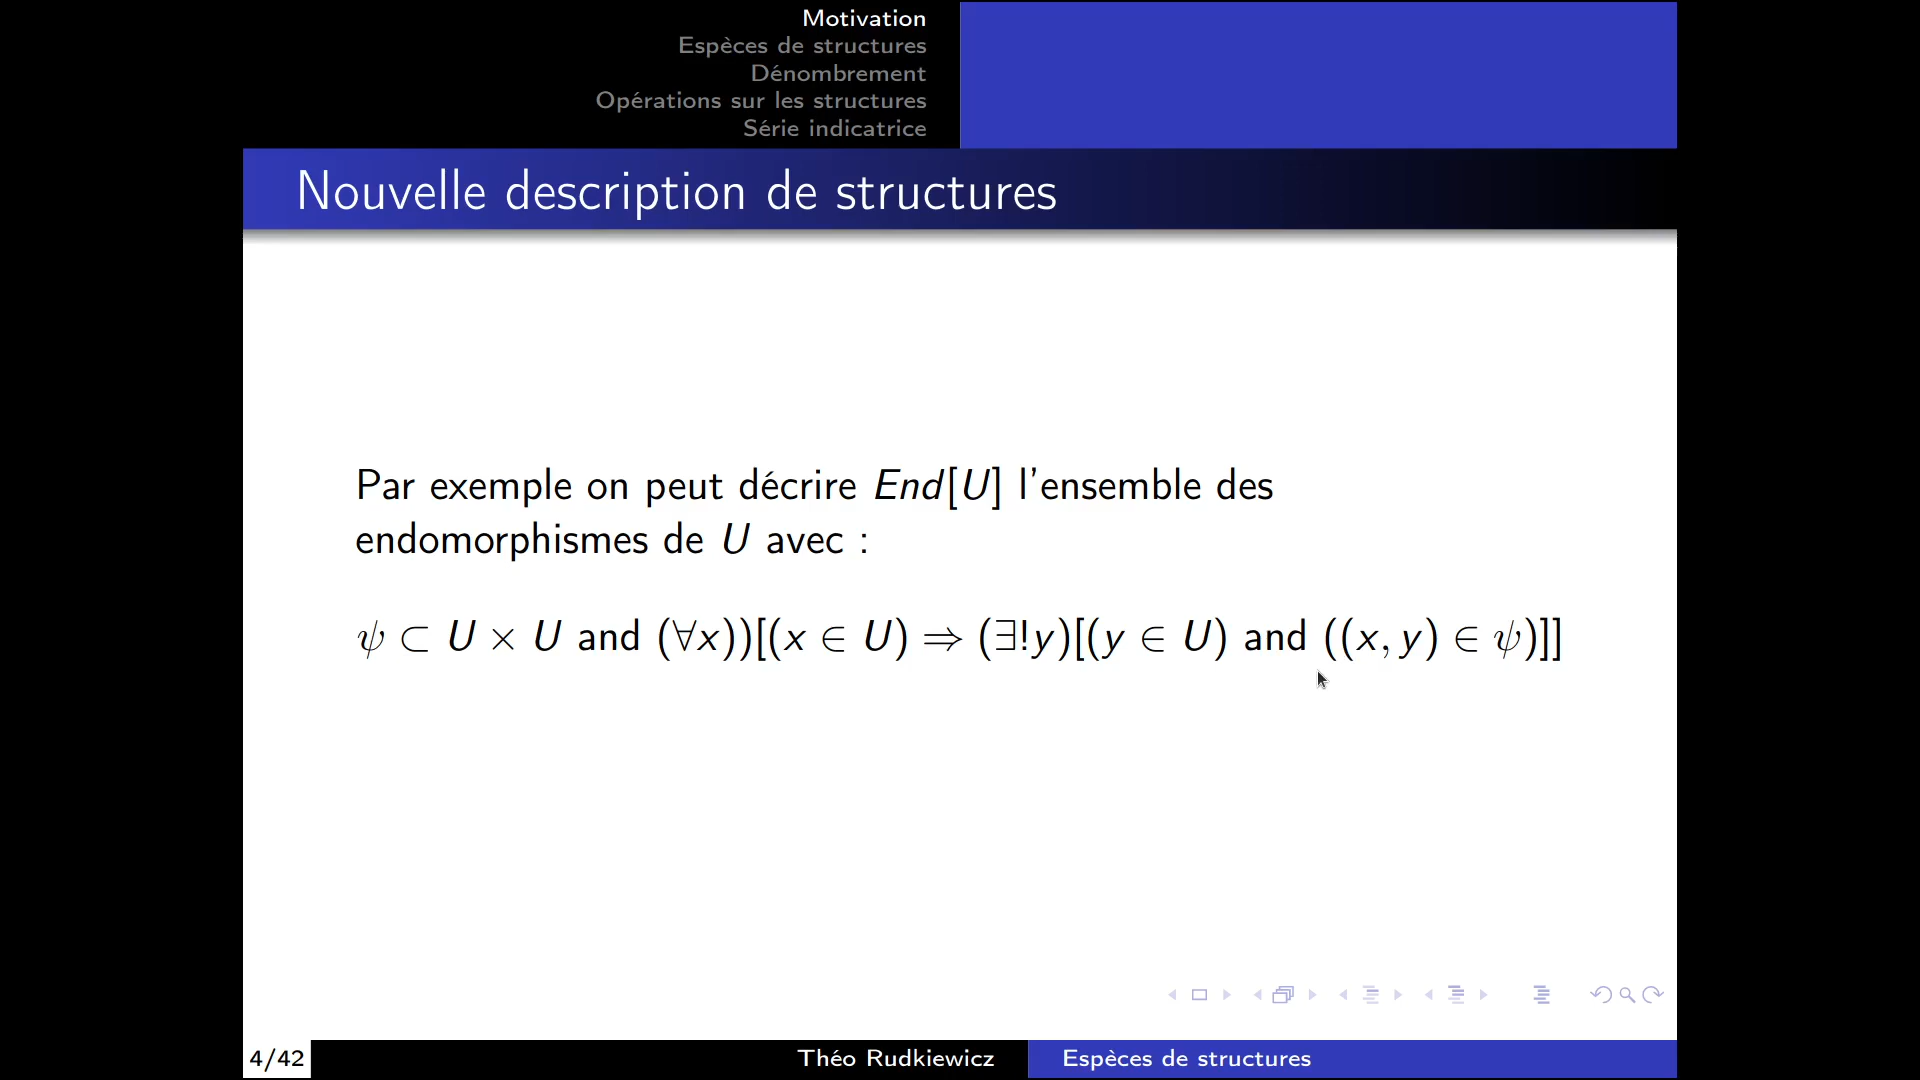 Motivation
Espèces de structures
Dénombrement
Opérations sur les structures
Série indicatrice
Nouvelle description de structures
Par exemple on peut décrire End[U] l'ensemble des
endomorphismes de U avec :
ψ ⊂ U × U and (∀x))[(x ∈ U) ⇒ (∃!y)[(y ∈ U) and ((x, y) ∈ ψ)]]
4/42
Théo Rudkiewicz
Espèces de structures